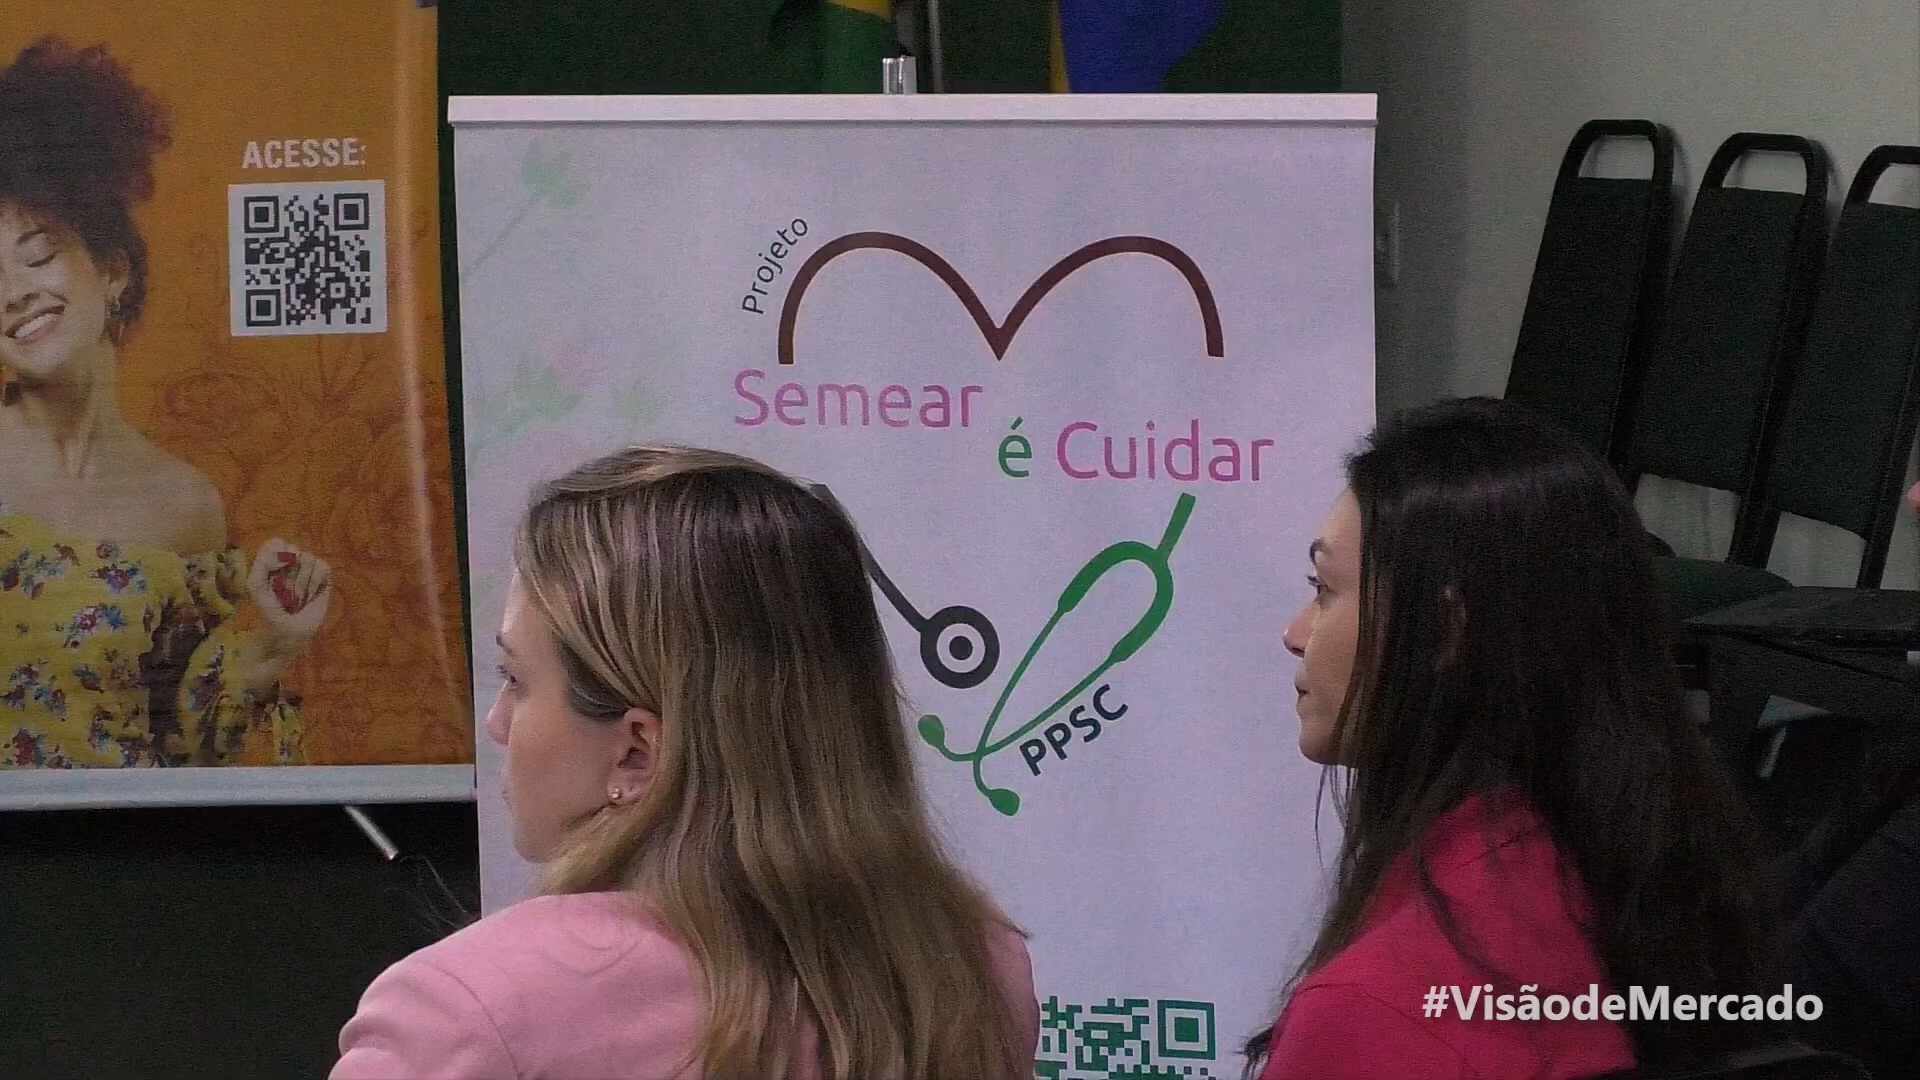 ACESSE:
Projeto
Semear
é Cuidar
PPSC
#VisãodeMercado